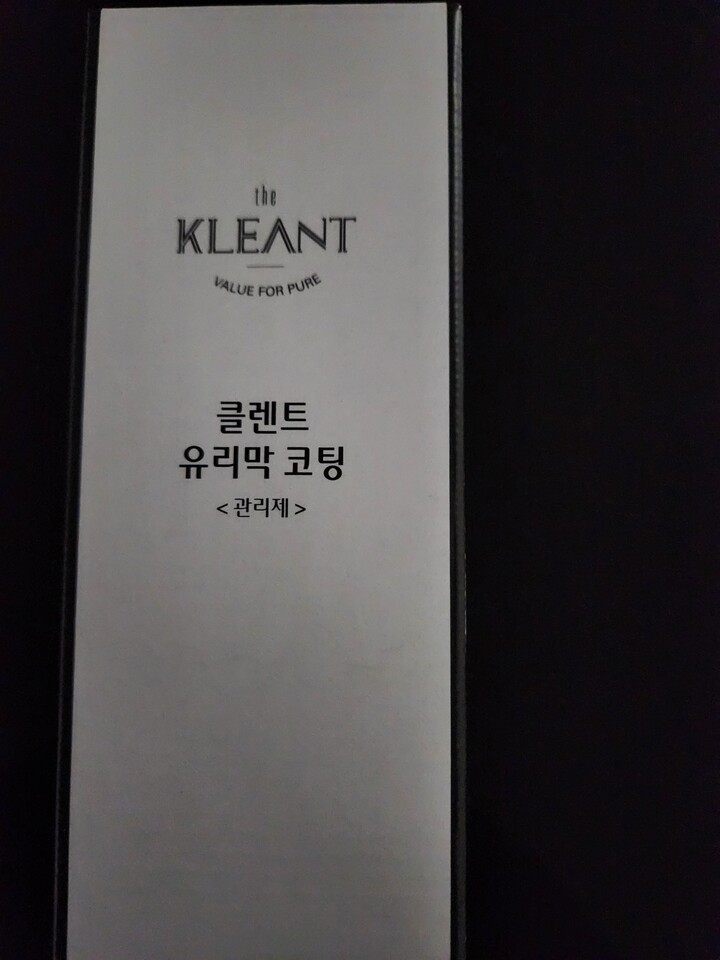 the
KLEANT
VALUE FOR PURE
클렌트
유리막 코팅
< 관리제 >